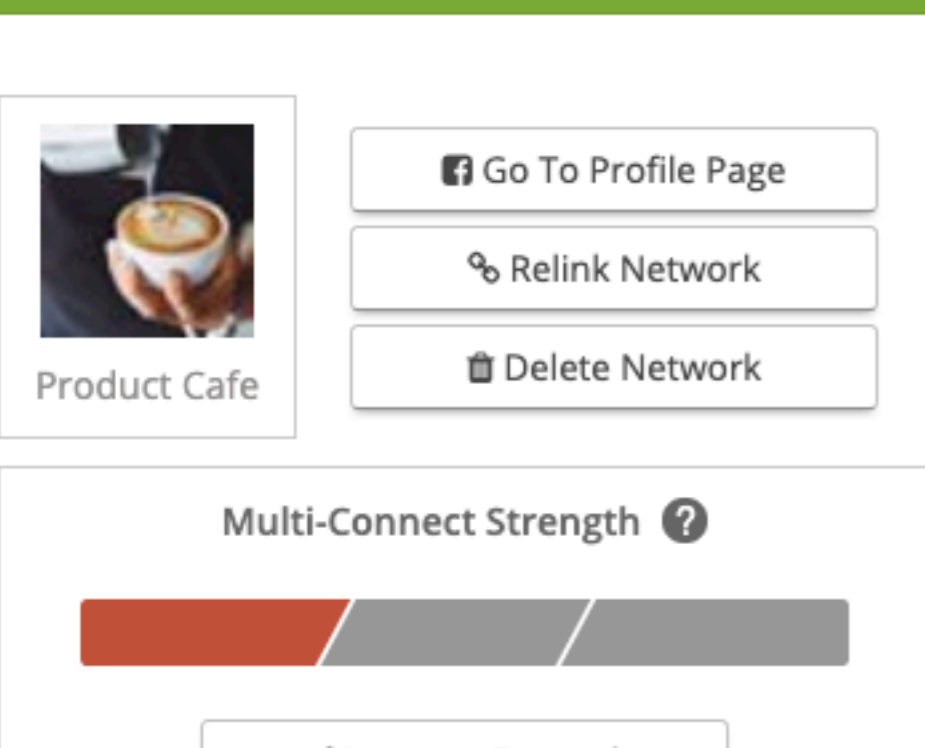 Go To Profile Page
Relink Network
Delete Network
Product Cafe
Multi-Connect Strength ?